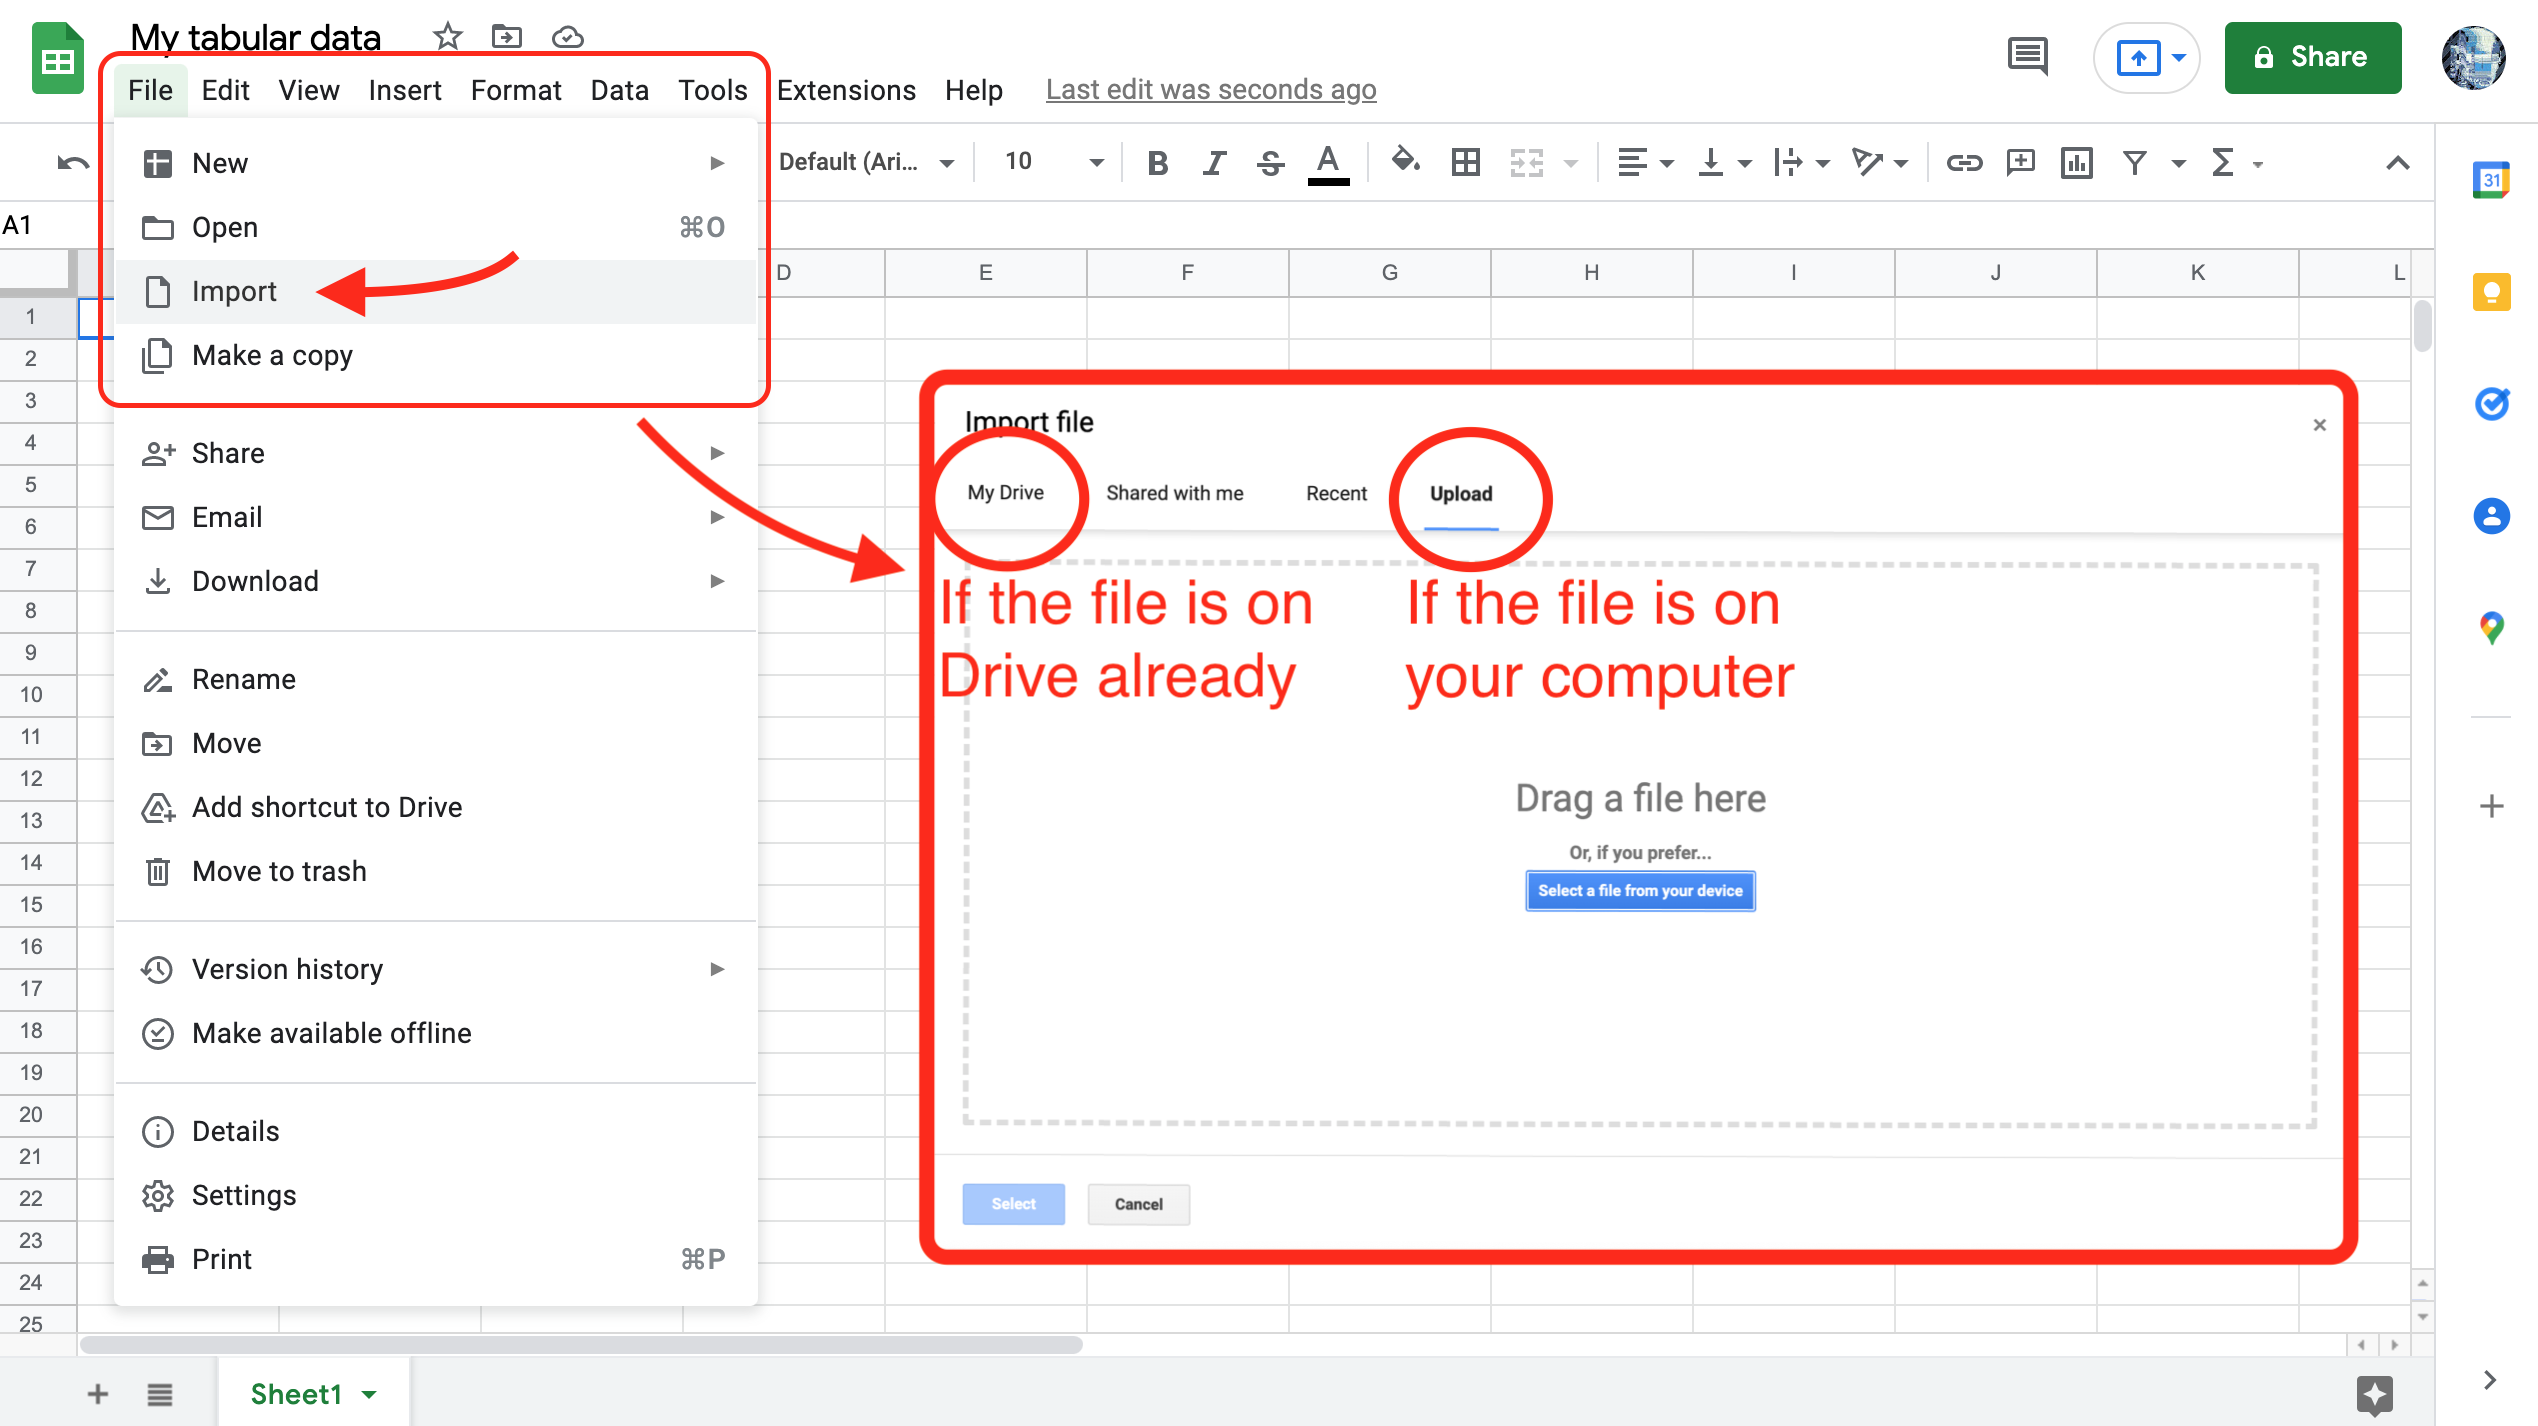 My tabular data
File Edit View Insert Format Data Tools Extensions Help Last edit was seconds ago
Share
New
Open ⌘O
Import
Make a copy
Share
Email
Download
Rename
Move
Add shortcut to Drive
Move to trash
Version history
Make available offline
Details
Settings
Print ⌘P
Default (Ari... 10 B I S A Σ
31
A1
D E F G H I J K L
1
2
3
4
5
6
7
8
9
10
11
12
13
14
15
16
17
18
19
20
21
22
23
24
25
Import file
My Drive Shared with me Recent Upload
If the file is on
Drive already
If the file is on
your computer
Drag a file here
Or, if you prefer...
Select a file from your device
Select Cancel
Sheet1